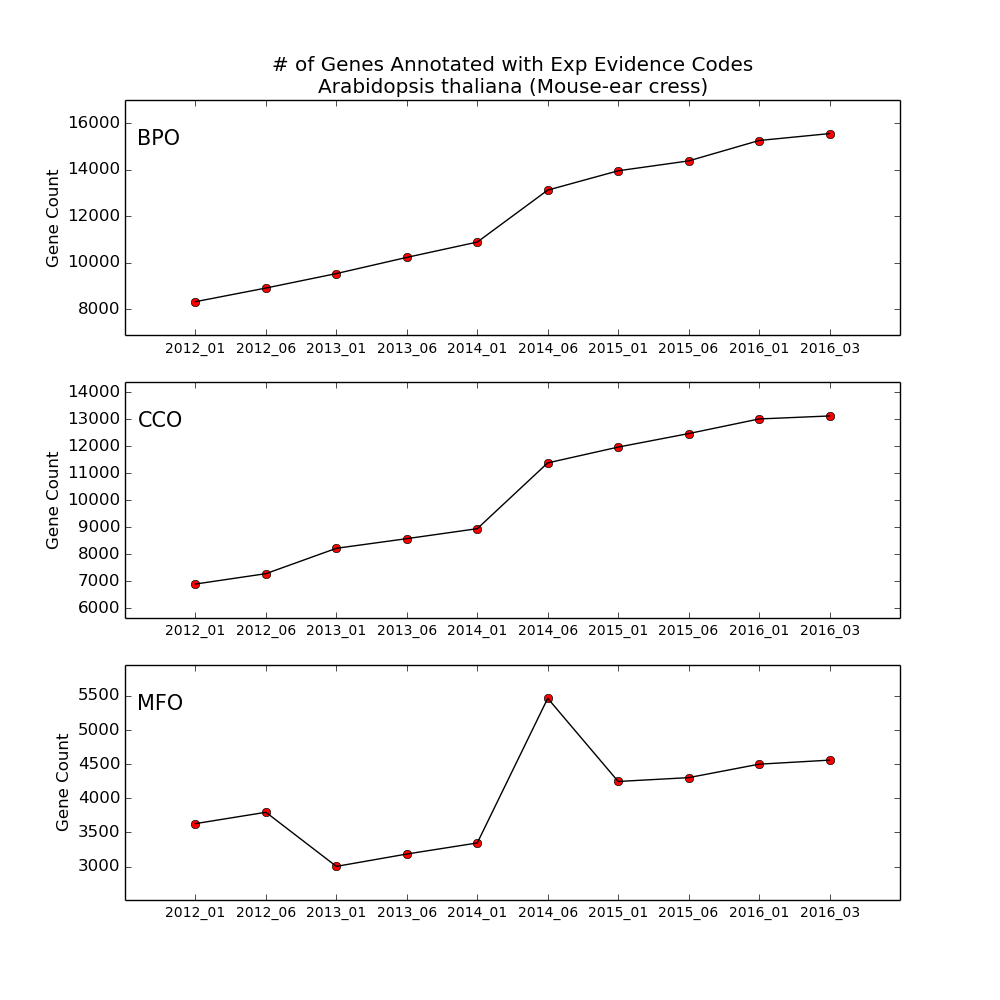 # of Genes Annotated with Exp Evidence Codes
Arabidopsis thaliana (Mouse-ear cress)
BPO
Gene Count
16000
14000
12000
10000
8000
2012_01 2012_06 2013_01 2013_06 2014_01 2014_06 2015_01 2015_06 2016_01 2016_03
CCO
Gene Count
14000
13000
12000
11000
10000
9000
8000
7000
6000
2012_01 2012_06 2013_01 2013_06 2014_01 2014_06 2015_01 2015_06 2016_01 2016_03
MFO
Gene Count
5500
5000
4500
4000
3500
3000
2012_01 2012_06 2013_01 2013_06 2014_01 2014_06 2015_01 2015_06 2016_01 2016_03